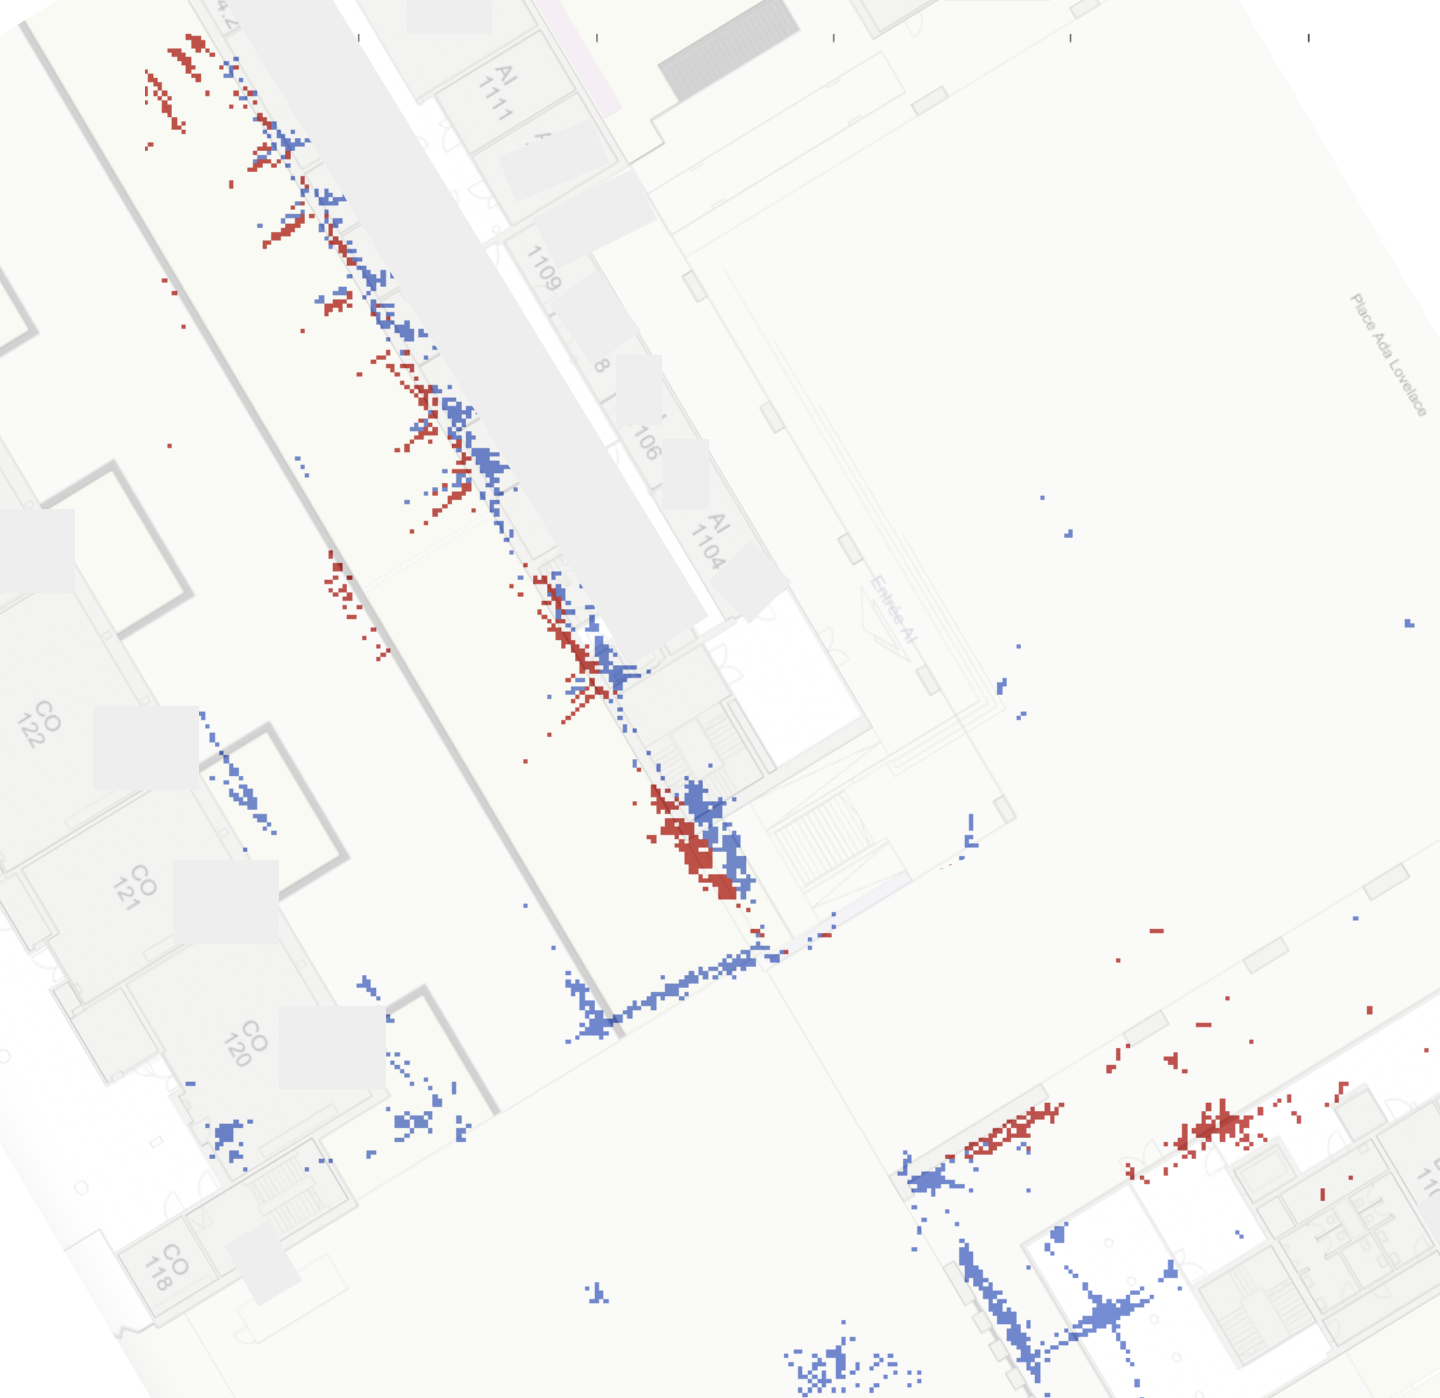 AI
1111
1109
8
106
AI
1104
Place Ada Lovelace
Entrée AI
CO
122
CO
121
CO
120
CO
118